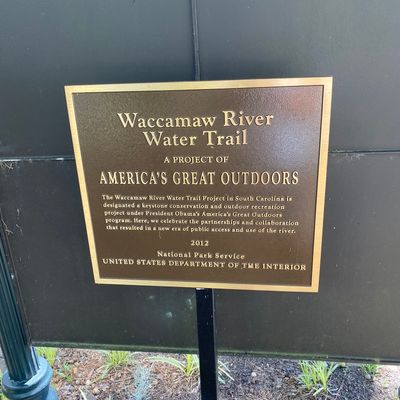 Waccamaw River
Water Trail
A PROJECT OF
AMERICA'S GREAT OUTDOORS
The Waccamaw River Water Trail Project in South Carolina is
designated a keystone conservation and outdoor recreation
project under President Obama's America's Great Outdoors
program. Here, we celebrate the partnerships and collaboration
that resulted in a new era of public access and use of the river.
2012
National Park Service
UNITED STATES DEPARTMENT OF THE INTERIOR